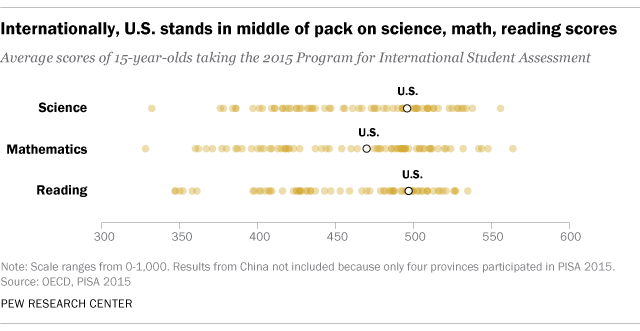 Internationally, U.S. stands in middle of pack on science, math, reading scores
Average scores of 15-year-olds taking the 2015 Program for International Student Assessment
U.S.
Science
U.S.
Mathematics
U.S.
Reading
300 350 400 450 500 550 600
Note: Scale ranges from 0-1,000. Results from China not included because only four provinces participated in PISA 2015.
Source: OECD, PISA 2015
PEW RESEARCH CENTER